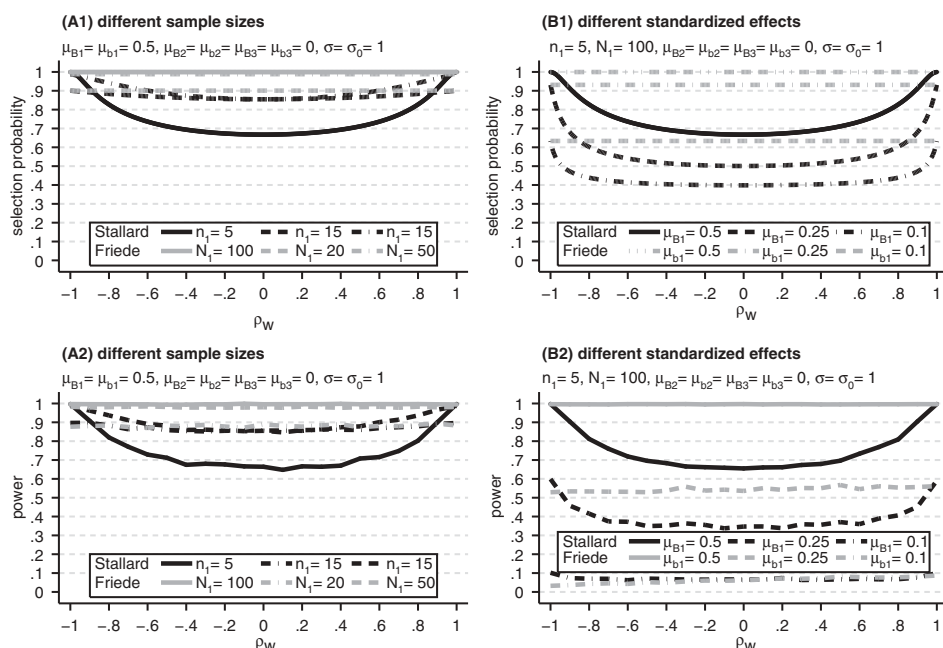 (A1) different sample sizes
μB1= μb1= 0.5, μB2= μb2= μB3= μb3= 0, σ= σ0= 1
selection probability
1
.9
.8
.7
.6
.5
.4
.3
.2
.1
0
Stallard n1= 5 n1= 15 n1= 15
Friede N1= 100 N1= 20 N1= 50
−1 −.8 −.6 −.4 −.2 0 .2 .4 .6 .8 1
ρw
(B1) different standardized effects
n1= 5, N1= 100, μB2= μb2= μB3= μb3= 0, σ= σ0= 1
selection probability
1
.9
.8
.7
.6
.5
.4
.3
.2
.1
0
Stallard μB1= 0.5 μB1= 0.25 μB1= 0.1
Friede μb1= 0.5 μb1= 0.25 μb1= 0.1
−1 −.8 −.6 −.4 −.2 0 .2 .4 .6 .8 1
ρw
(A2) different sample sizes
μB1= μb1= 0.5, μB2= μb2= μB3= μb3= 0, σ= σ0= 1
power
1
.9
.8
.7
.6
.5
.4
.3
.2
.1
0
Stallard n1= 5 n1= 15 n1= 15
Friede N1= 100 N1= 20 N1= 50
−1 −.8 −.6 −.4 −.2 0 .2 .4 .6 .8 1
ρw
(B2) different standardized effects
n1= 5, N1= 100, μB2= μb2= μB3= μb3= 0, σ= σ0= 1
power
1
.9
.8
.7
.6
.5
.4
.3
.2
.1
0
Stallard μB1= 0.5 μB1= 0.25 μB1= 0.1
Friede μb1= 0.5 μb1= 0.25 μb1= 0.1
−1 −.8 −.6 −.4 −.2 0 .2 .4 .6 .8 1
ρw